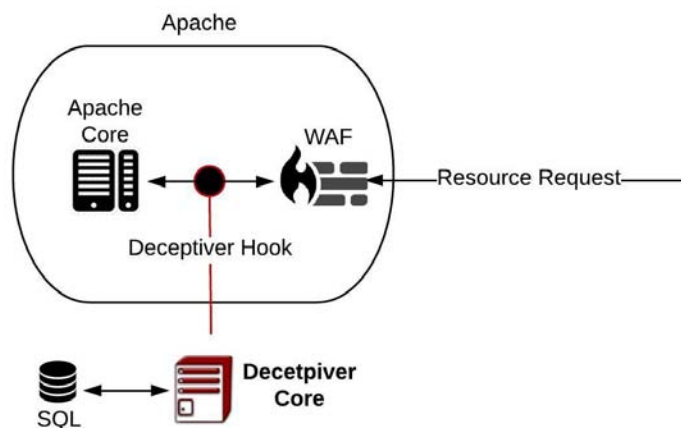 Apache
Apache
Core
WAF
Resource Request
Deceptiver Hook
Decetpiver
Core
SQL